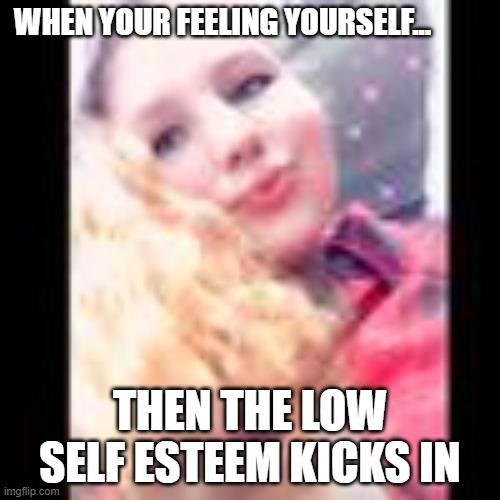 WHEN YOUR FEELING YOURSELF...
THEN THE LOW
SELF ESTEEM KICKS IN
imgflip.com